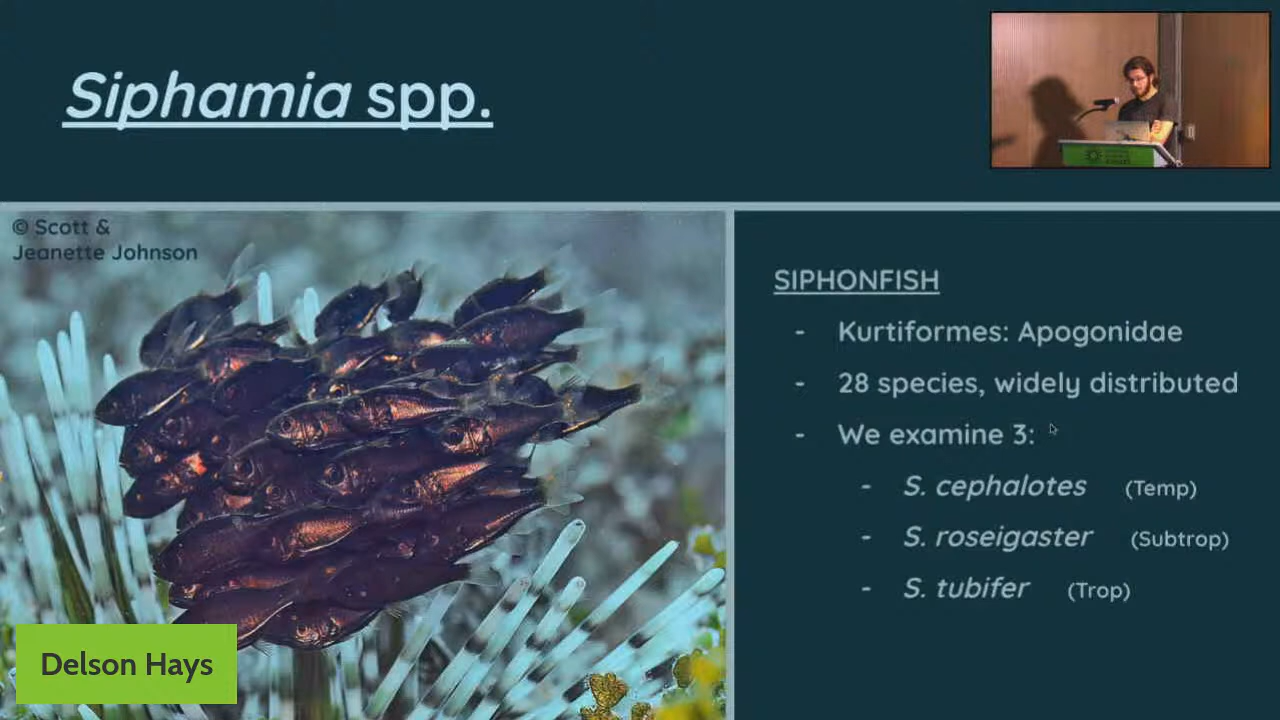 Siphamia spp.
© Scott &
Jeanette Johnson
SIPHONFISH
- Kurtiformes: Apogonidae
- 28 species, widely distributed
- We examine 3:
- S. cephalotes (Temp)
- S. roseigaster (Subtrop)
- S. tubifer (Trop)
Delson Hays